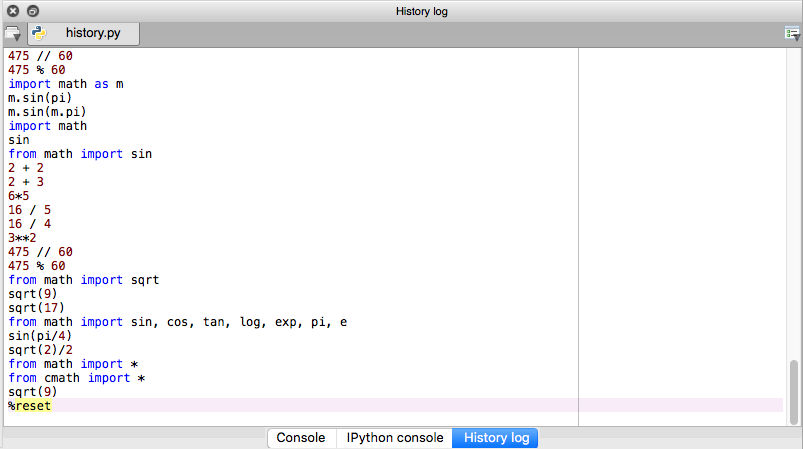 History log
history.py
475 // 60
475 % 60
import math as m
m.sin(pi)
m.sin(m.pi)
import math
sin
from math import sin
2 + 2
2 + 3
6*5
16 / 5
16 / 4
3**2
475 // 60
475 % 60
from math import sqrt
sqrt(9)
sqrt(17)
from math import sin, cos, tan, log, exp, pi, e
sin(pi/4)
sqrt(2)/2
from math import *
from cmath import *
sqrt(9)
%reset
Console IPython console History log